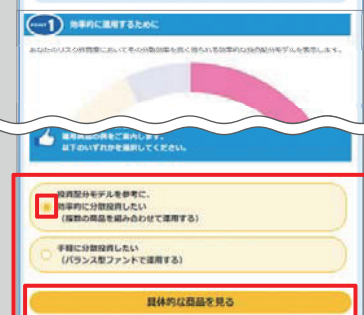 POINT 1 効率的に運用するために
あなたのリスク許容度においてその分散効率を良く得られる効率的な投資配分モデルを表示します。
運用商品の例をご案内します。
以下のいずれかを選択してください。
投資配分モデルを参考に、
効率的に分散投資したい
(複数の商品を組み合わせて運用する)
手軽に分散投資したい
(バランス型ファンドで運用する)
具体的な商品を見る